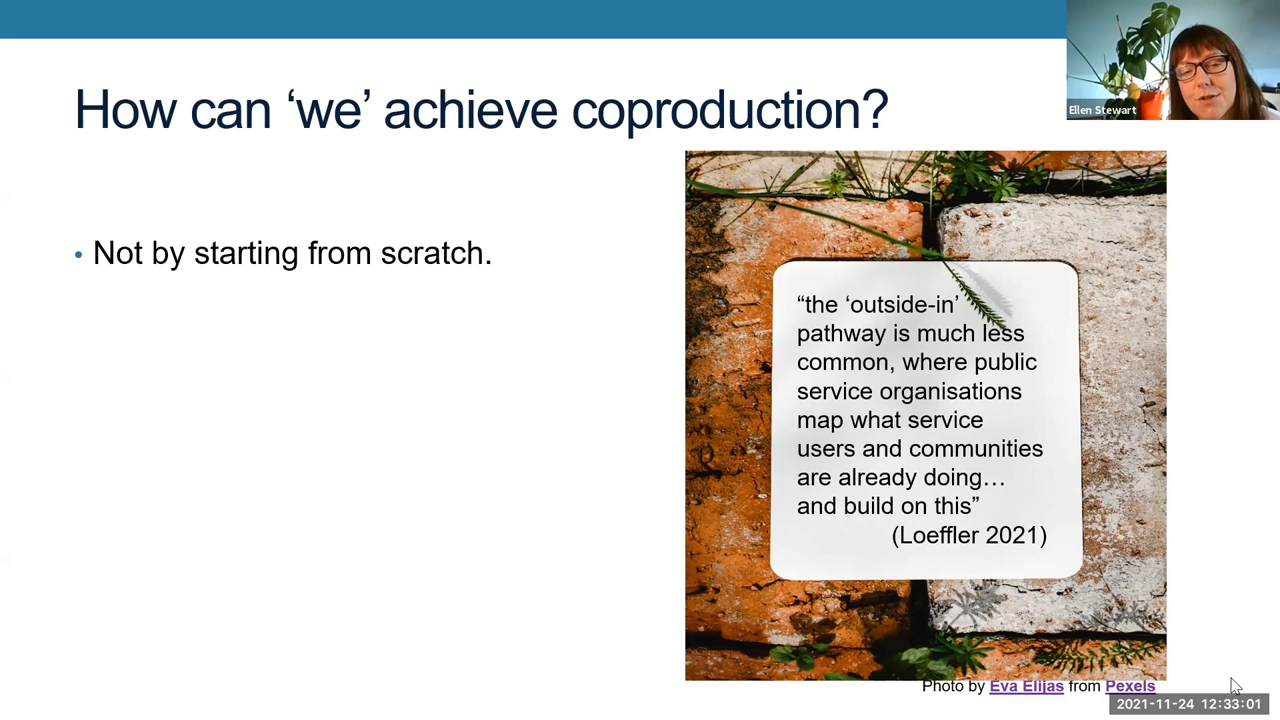 How can ‘we’ achieve coproduction?
Ellen Stewart
• Not by starting from scratch.
“the ‘outside-in’
pathway is much less
common, where public
service organisations
map what service
users and communities
are already doing…
and build on this”
(Loeffler 2021)
Photo by Eva Elijas from Pexels
2021-11-24 12:33:01